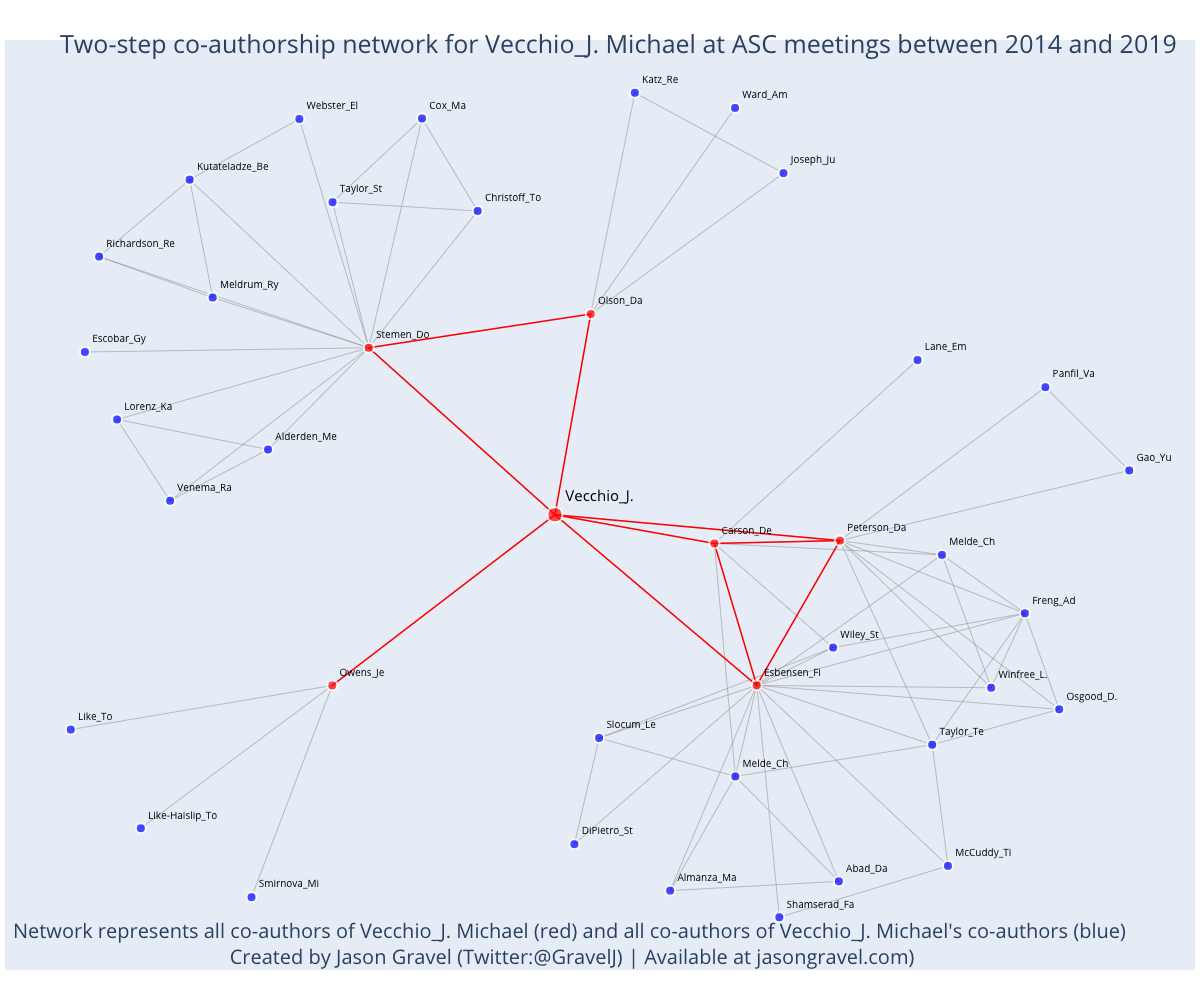 Two-step co-authorship network for Vecchio_J. Michael at ASC meetings between 2014 and 2019
Katz_Re
Ward_Am
Webster_El
Cox_Ma
Joseph_Ju
Kutateladze_Be
Taylor_St
Christoff_To
Richardson_Re
Meldrum_Ry
Olson_Da
Stemen_Do
Escobar_Gy
Lane_Em
Panfil_Va
Lorenz_Ka
Alderden_Me
Gao_Yu
Venema_Ra
Vecchio_J.
Carson_De
Peterson_Da
Melde_Ch
Freng_Ad
Wiley_St
Owens_Je
Esbensen_Fi
Winfree_L.
Osgood_D.
Like_To
Slocum_Le
Taylor_Te
Melde_Ch
Like-Haislip_To
DiPietro_St
McCuddy_Ti
Smirnova_Mi
Almanza_Ma
Abad_Da
Shamserad_Fa
Network represents all co-authors of Vecchio_J. Michael (red) and all co-authors of Vecchio_J. Michael's co-authors (blue)
Created by Jason Gravel (Twitter:@GravelJ) | Available at jasongravel.com)